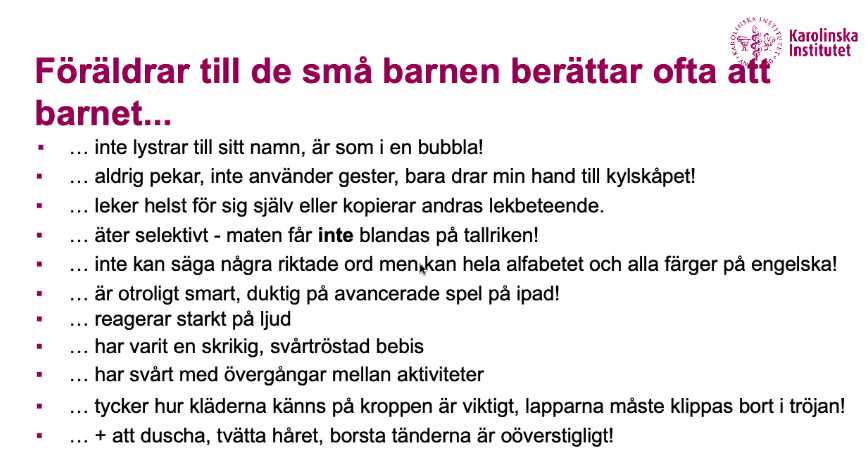 Karolinska
Institutet
Föräldrar till de små barnen berättar ofta att
barnet...
▪ … inte lystrar till sitt namn, är som i en bubbla!
▪ … aldrig pekar, inte använder gester, bara drar min hand till kylskåpet!
▪ … leker helst för sig själv eller kopierar andras lekbeteende.
▪ … äter selektivt - maten får inte blandas på tallriken!
▪ … inte kan säga några riktade ord men kan hela alfabetet och alla färger på engelska!
▪ … är otroligt smart, duktig på avancerade spel på ipad!
▪ … reagerar starkt på ljud
▪ … har varit en skrikig, svårtröstad bebis
▪ … har svårt med övergångar mellan aktiviteter
▪ … tycker hur kläderna känns på kroppen är viktigt, lapparna måste klippas bort i tröjan!
▪ … + att duscha, tvätta håret, borsta tänderna är oöverstigligt!